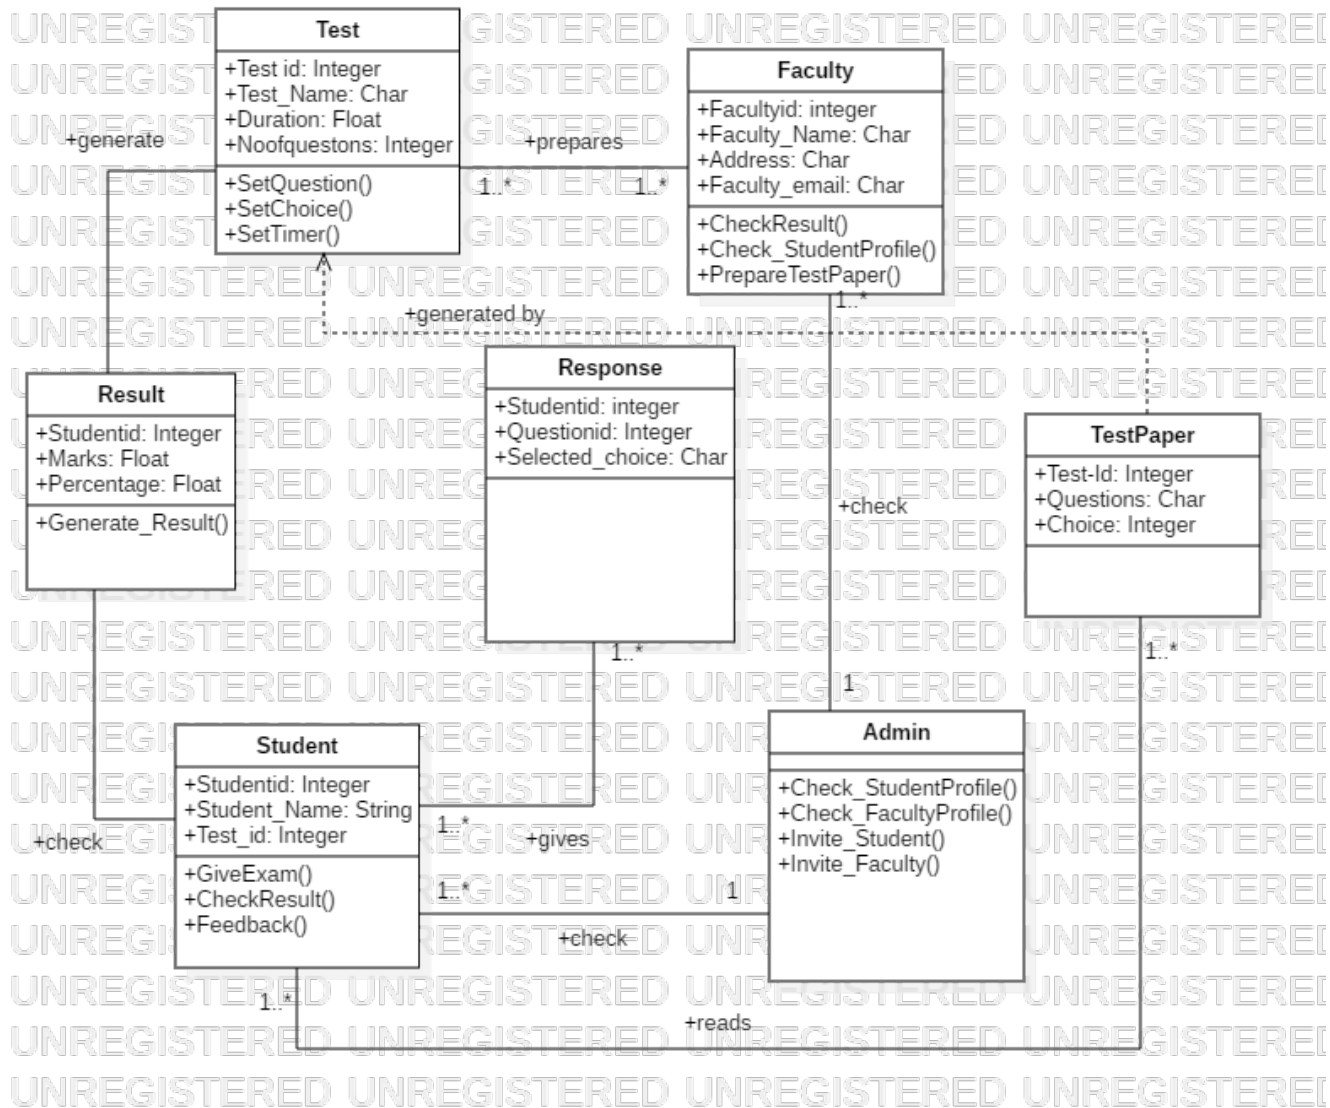 Test
+Test id: Integer
+Test_Name: Char
+Duration: Float
+Noofquestons: Integer
+SetQuestion()
+SetChoice()
+SetTimer()
+generate
+prepares
1..*
1..*
Faculty
+Facultyid: integer
+Faculty_Name: Char
+Address: Char
+Faculty_email: Char
+CheckResult()
+Check_StudentProfile()
+PrepareTestPaper()
1..*
+generated by
Result
+Studentid: Integer
+Marks: Float
+Percentage: Float
+Generate_Result()
Response
+Studentid: integer
+Questionid: Integer
+Selected_choice: Char
1..*
+check
1
TestPaper
+Test-Id: Integer
+Questions: Char
+Choice: Integer
1..*
Student
+Studentid: Integer
+Student_Name: String
+Test_id: Integer
+GiveExam()
+CheckResult()
+Feedback()
+check
1..*
+gives
1..*
1
+check
1..*
Admin
+Check_StudentProfile()
+Check_FacultyProfile()
+Invite_Student()
+Invite_Faculty()
+reads
UNREGISTERED UNREGISTERED UNREGISTERED UNREGISTERED